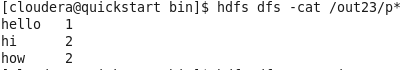 [cloudera@quickstart bin]$ hdfs dfs -cat /out23/p*
hello   1
hi      2
how     2